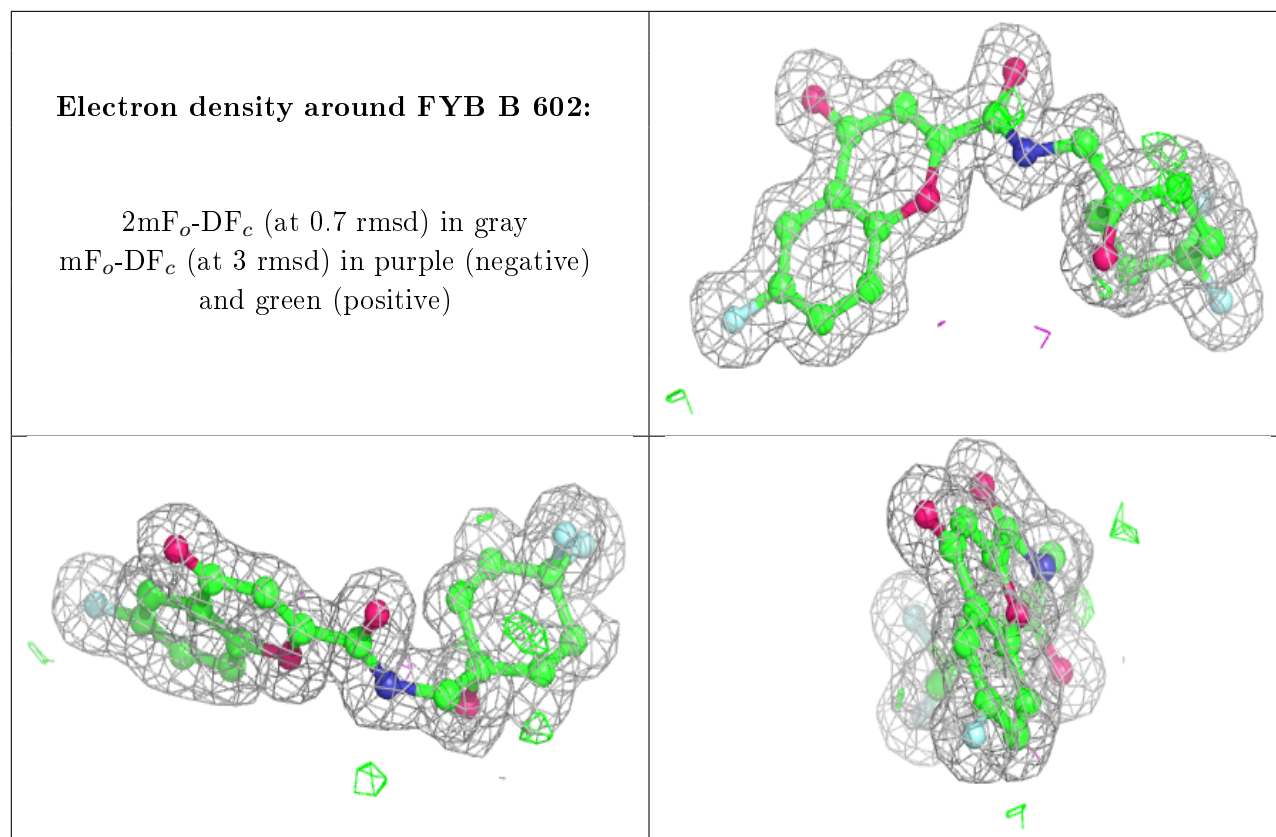 Electron density around FYB B 602:
2mFₒ-DF𝒸 (at 0.7 rmsd) in gray
mFₒ-DF𝒸 (at 3 rmsd) in purple (negative)
and green (positive)